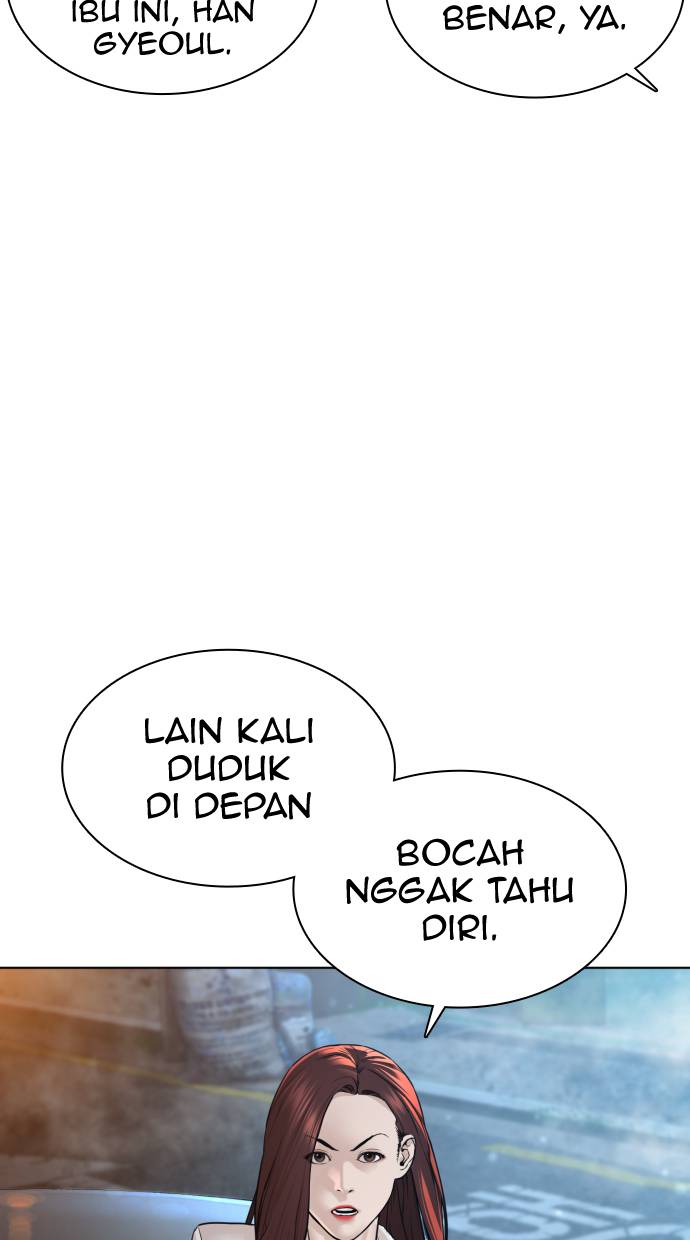 IBU INI, HAN
GYEOUL.
BENAR, YA.
LAIN KALI
DUDUK
DI DEPAN
BOCAH
NGGAK TAHU
DIRI.